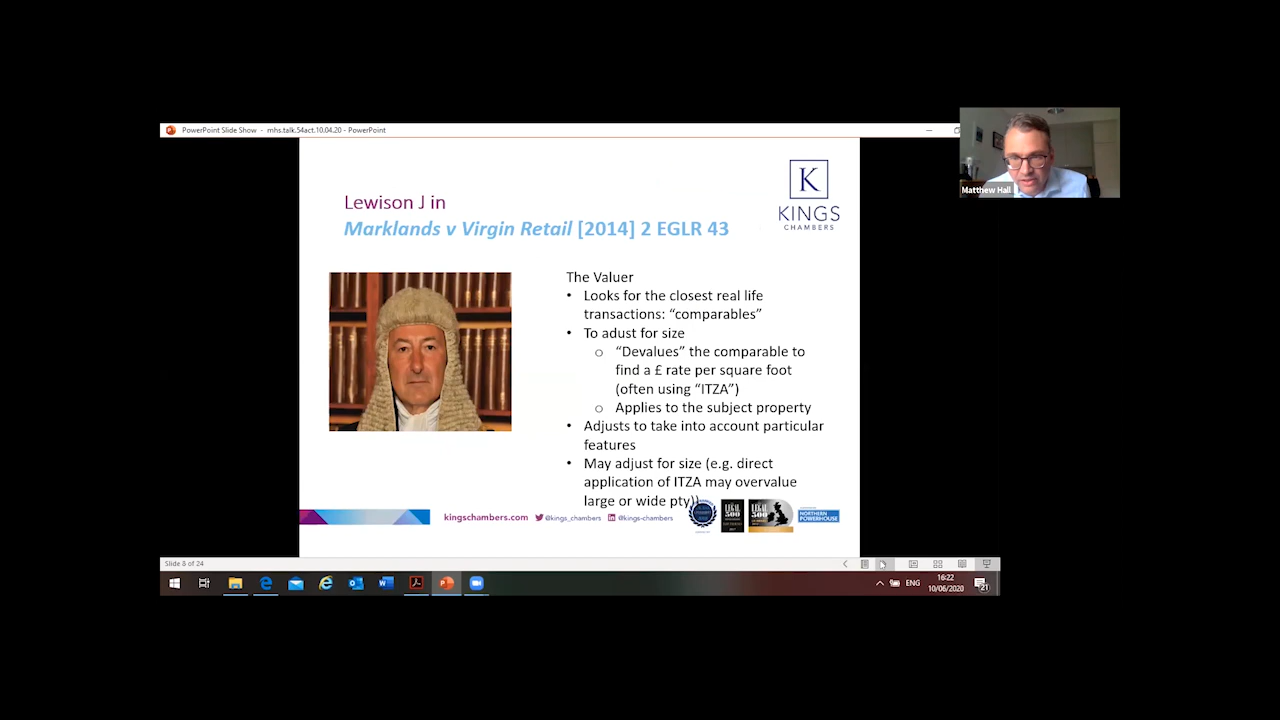 PowerPoint Slide Show - mhs.talk.54act.10.04.20 - PowerPoint
Matthew Hall
K
KINGS
CHAMBERS
Lewison J in
Marklands v Virgin Retail [2014] 2 EGLR 43
The Valuer
• Looks for the closest real life
transactions: “comparables”
• To adust for size
o “Devalues” the comparable to
find a £ rate per square foot
(often using “ITZA”)
o Applies to the subject property
• Adjusts to take into account particular
features
• May adjust for size (e.g. direct
application of ITZA may overvalue
large or wide pty))
kingschambers.com @kings_chambers @kings-chambers
LEGAL
500
NORTHERN
POWERHOUSE
Slide 8 of 24
ENG
16:22
10/06/2020
21